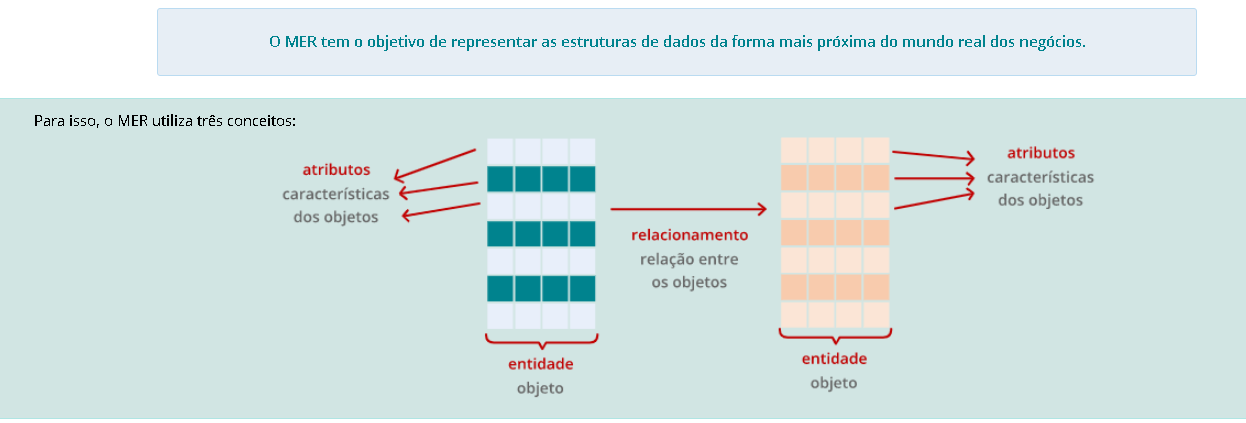 O MER tem o objetivo de representar as estruturas de dados da forma mais próxima do mundo real dos negócios.
Para isso, o MER utiliza três conceitos:
atributos
características
dos objetos
relacionamento
relação entre
os objetos
atributos
características
dos objetos
entidade
objeto
entidade
objeto